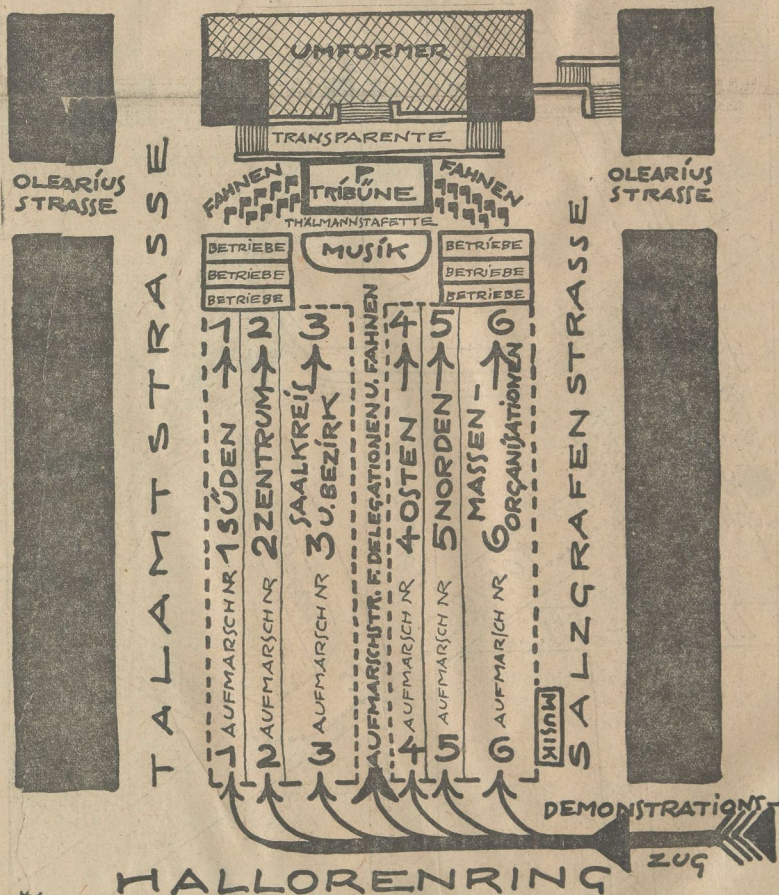 UMFORMER
TRANSPARENTE
OLEARIUS
STRASSE
FAHNEN
P.
TRIBÜNE
FAHNEN
OLEARIUS
STRASSE
THÄLMANNSTAFETTE
BETRIEBE
BETRIEBE
BETRIEBE
MUSIK
BETRIEBE
BETRIEBE
BETRIEBE
TALAMTSTRASSE
1
2
3
4
5
6
AUFMARSCH NR 1 SÜDEN
AUFMARSCH NR 2 ZENTRUM
AUFMARSCH NR 3 SAALKREIS
U. BEZIRK
AUFMARSCHSTR. F. DELEGATIONEN U. FAHNEN
AUFMARSCH NR 4 OSTEN
AUFMARSCH NR 5 NORDEN
AUFMARSCH NR 6 MASSEN-
ORGANISATIONEN
SALZGRAFENSTRASSE
MUSIK
1
2
3
4
5
6
DEMONSTRATIONS-
ZUG
HALLORENRING